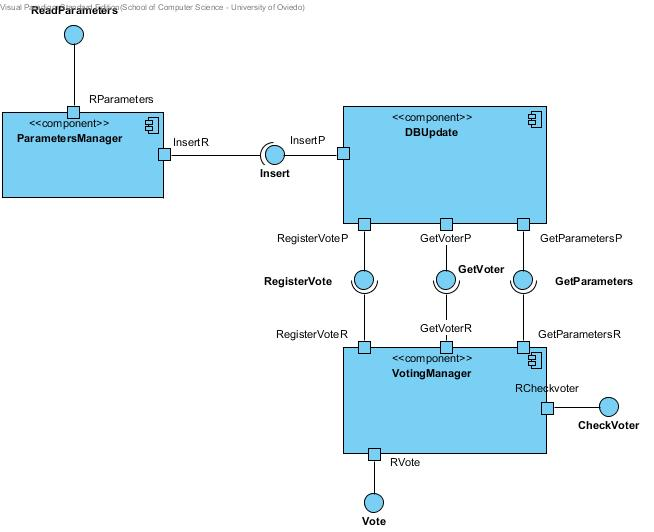 Visual Paradigm Standard Edition(School of Computer Science - University of Oviedo)
ReadParameters
RParameters
<<component>>
ParametersManager
InsertR
Insert
InsertP
<<component>>
DBUpdate
RegisterVoteP
GetVoterP
GetParametersP
RegisterVote
GetVoter
GetParameters
RegisterVoteR
GetVoterR
GetParametersR
<<component>>
VotingManager
RCheckvoter
CheckVoter
RVote
Vote